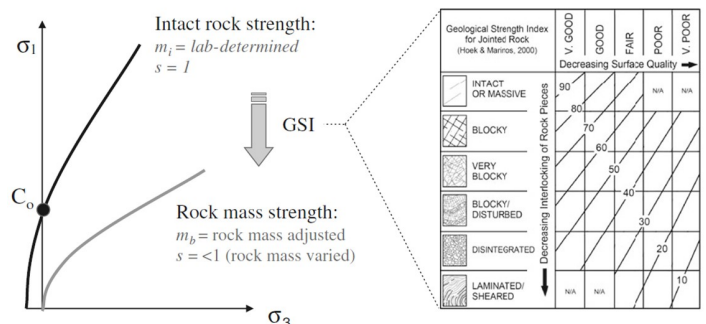 Intact rock strength:
mᵢ = lab-determined
s = 1
σ₁
GSI
Cₒ
Rock mass strength:
m_b = rock mass adjusted
s = <1 (rock mass varied)
σ₃
Geological Strength Index
for Jointed Rock
(Hoek & Mariros, 2000)
V. GOOD
GOOD
FAIR
POOR
V. POOR
Decreasing Surface Quality
Decreasing Interlocking of Rock Pieces
INTACT
OR MASSIVE
BLOCKY
VERY
BLOCKY
BLOCKY/
DISTURBED
DISINTEGRATED
LAMINATED/
SHEARED
90
N/A
N/A
80
70
60
50
40
30
20
10
N/A
N/A